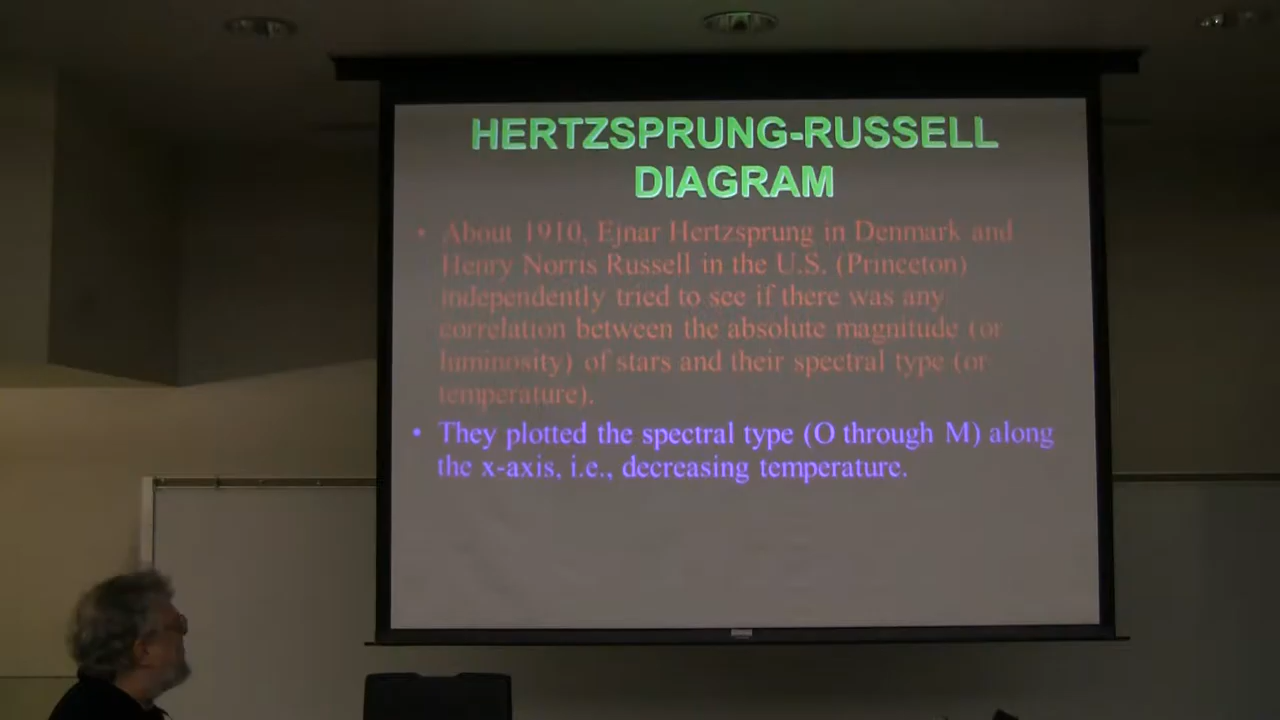 HERTZSPRUNG-RUSSELL
DIAGRAM
• About 1910, Ejnar Hertzsprung in Denmark and
Henry Norris Russell in the U.S. (Princeton)
independently tried to see if there was any
correlation between the absolute magnitude (or
luminosity) of stars and their spectral type (or
temperature).
• They plotted the spectral type (O through M) along
the x-axis, i.e., decreasing temperature.